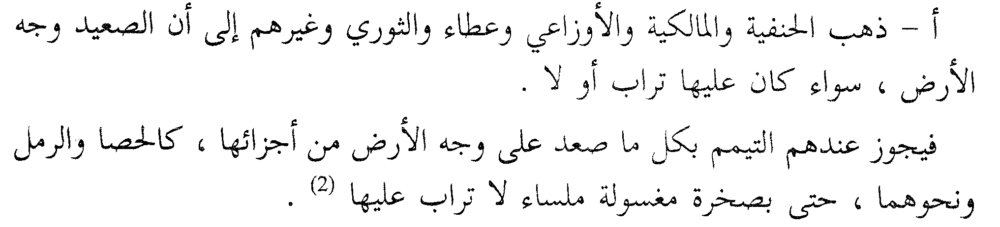 أ – ذهب الحنفية والمالكية والأوزاعي وعطاء والثوري وغيرهم إلى أن الصعيد وجه
الأرض ، سواء كان عليها تراب أو لا .
فيجوز عندهم التيمم بكل ما صعد على وجه الأرض من أجزائها ، كالحصا والرمل
ونحوهما ، حتى بصخرة مغسولة ملساء لا تراب عليها (2) .